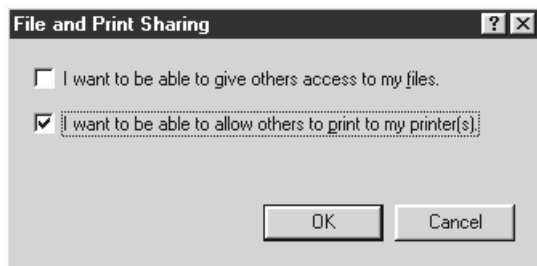 File and Print Sharing
I want to be able to give others access to my files.
I want to be able to allow others to print to my printer(s).
OK Cancel